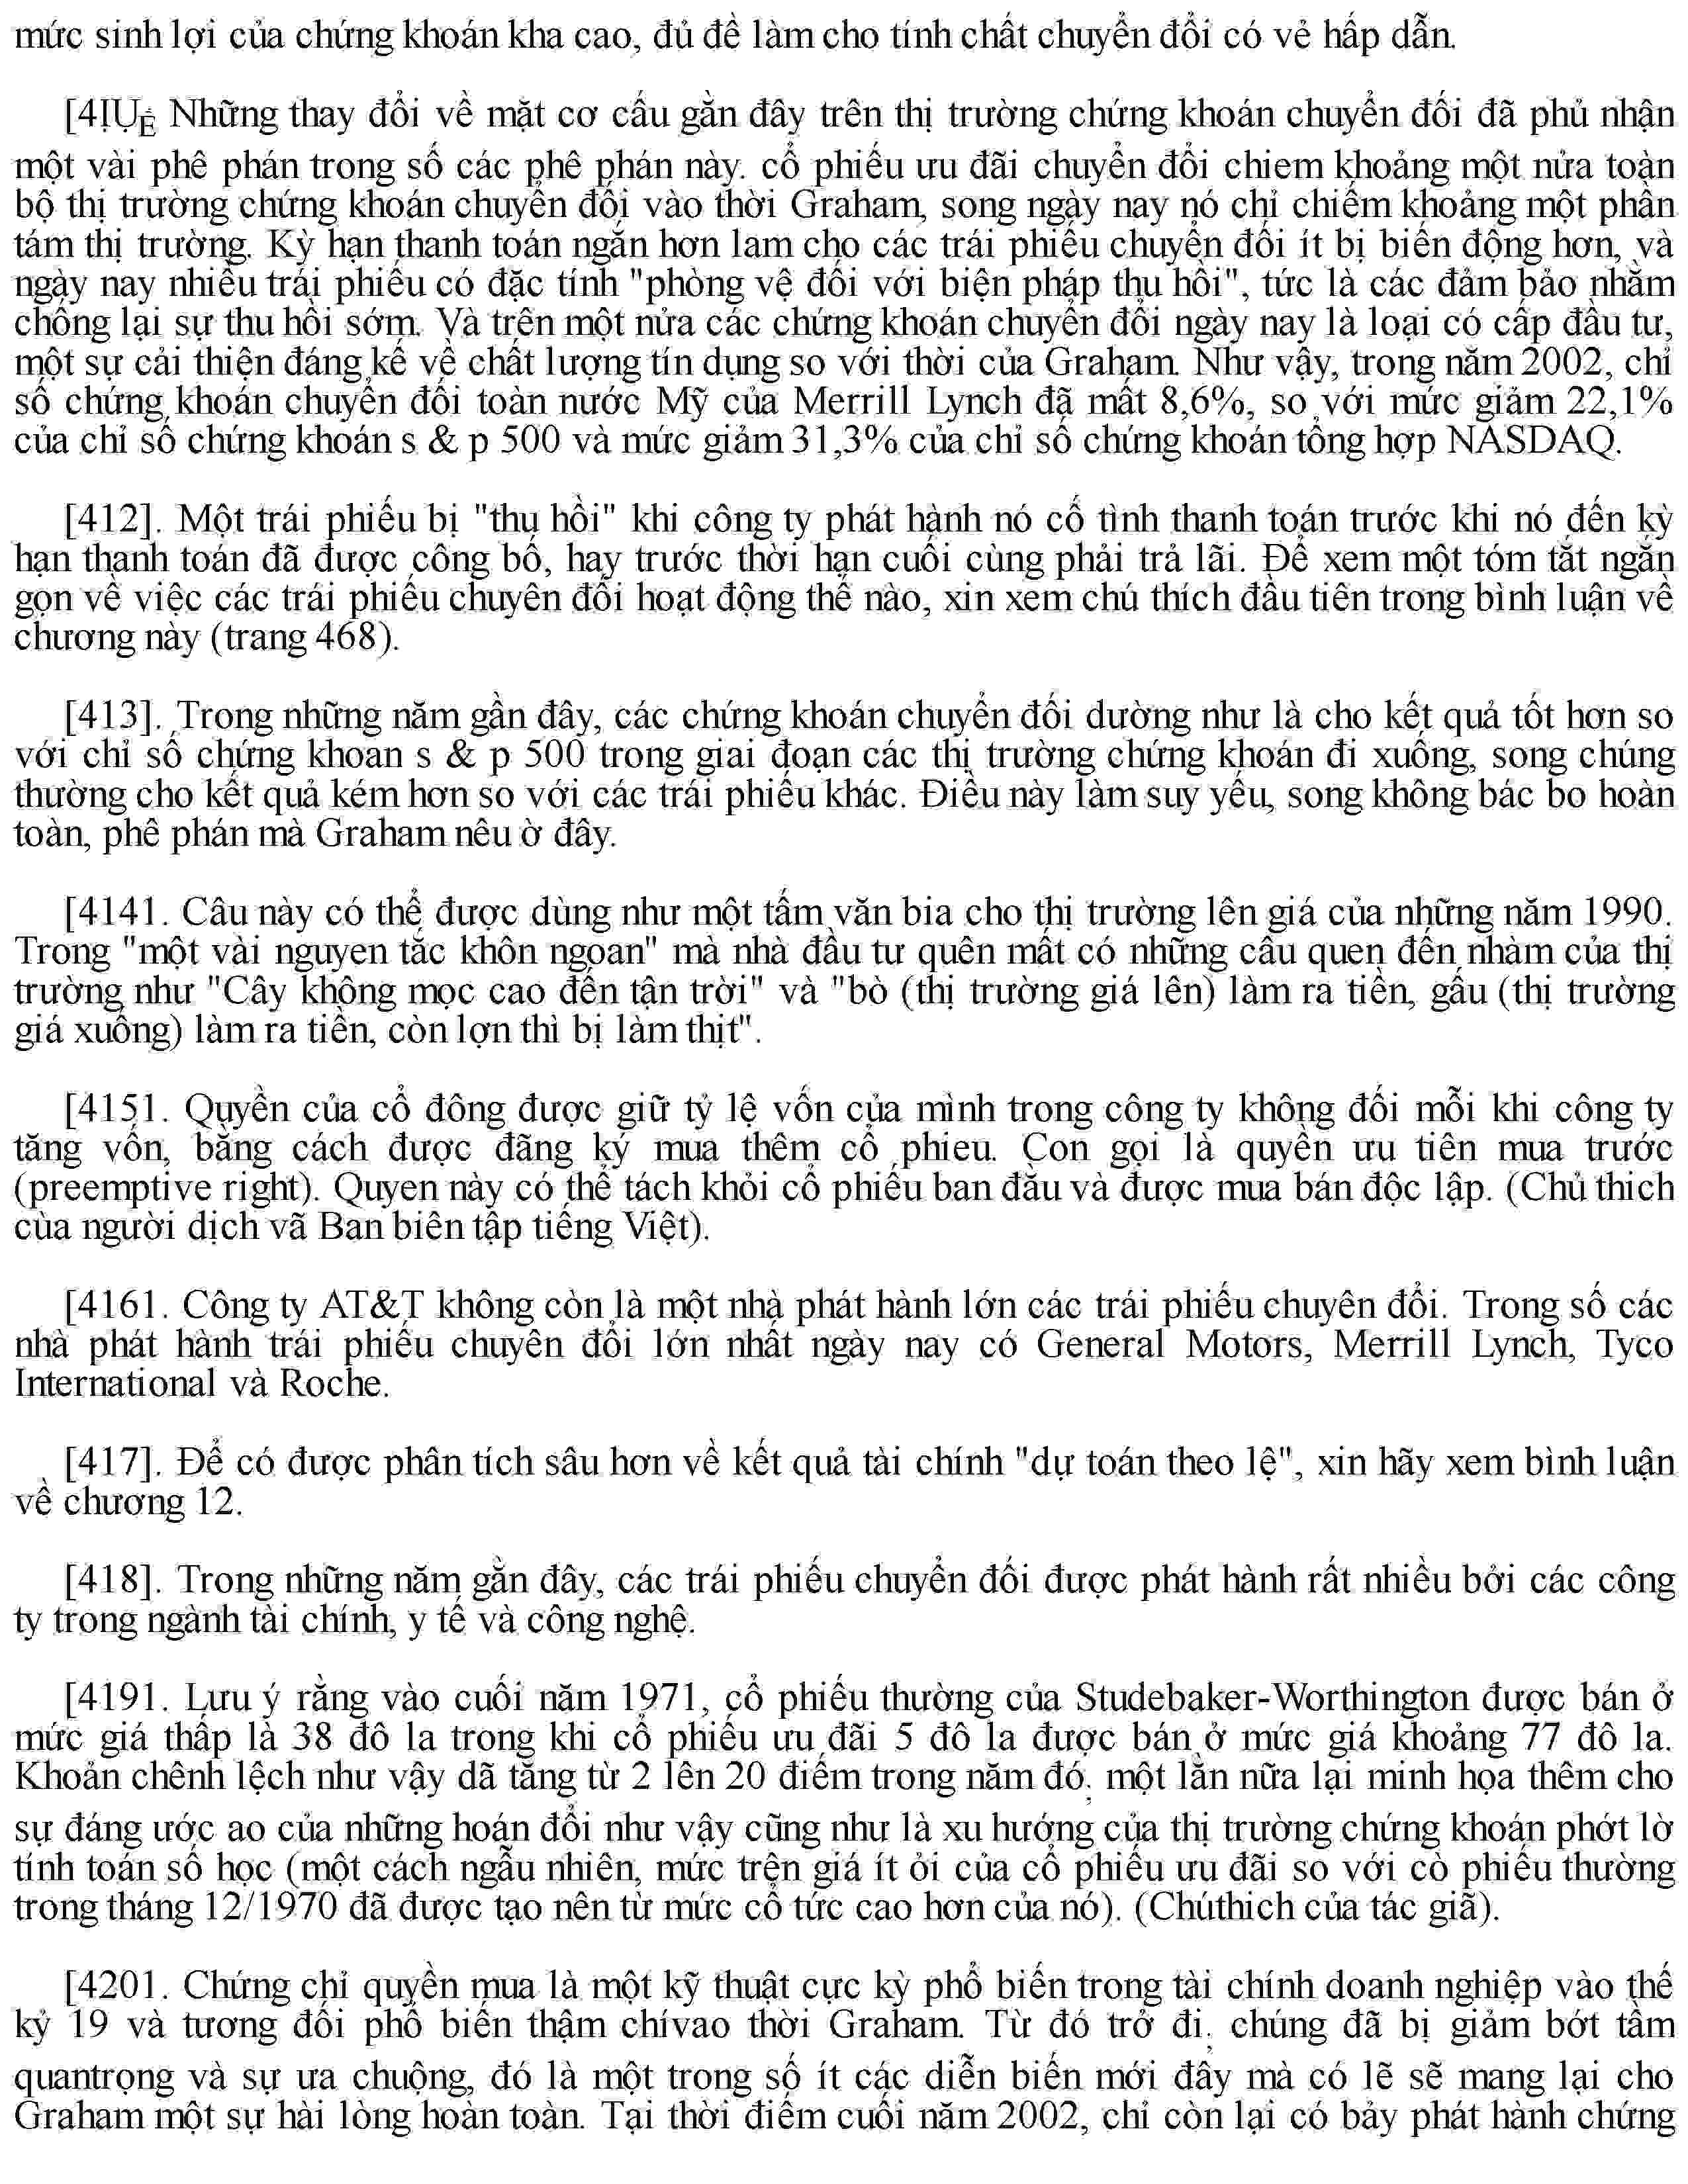 mức sinh lợi của chứng khoán kha cao, đủ đề làm cho tính chất chuyển đổi có vẻ hấp dẫn.
[4IỤÉ Những thay đổi về mặt cơ cấu gằn đây trên thị trường chứng khoán chuyển đối đã phủ nhận
một vài phê phán trong số các phê phán này. cổ phiếu ưu đãi chuyển đổi chiem khoảng một nửa toàn
bộ thị trường chứng khoán chuyển đổi vào thời Graham, song ngày nay nó chỉ chiếm khoảng một phần
tám thị trường. Kỳ hạn thanh toán ngắn hơn lam cho các trái phiếu chuyển đối ít bị biến động hơn, và
ngày nay nhiều trái phiếu có đặc tính "phòng vệ đối với biện pháp thu hồi", tức là các đảm bảo nhằm
chống lại sự thu hồi sớm. Và trên một nửa các chứng khoán chuyển đổi ngày nay là loại có cấp đầu tư,
một sự cải thiện đáng kể về chất lượng tín dụng so với thời của Graham. Như vậy, trong năm 2002, chỉ
số chứng khoán chuyển đổi toàn nước Mỹ của Merrill Lynch đã mất 8,6%, so với mức giảm 22,1%
của chỉ số chứng khoán s & p 500 và mức giảm 31,3% của chỉ số chứng khoán tổng hợp NASDAQ.
[412]. Một trái phiếu bị "thu hồi" khi công ty phát hành nó cố tình thanh toán trước khi nó đến kỳ
hạn thanh toán đã được công bố, hay trước thời hạn cuối cùng phải trả lãi. Để xem một tóm tắt ngắn
gọn về việc các trái phiếu chuyên đổi hoạt động thế nào, xin xem chú thích đầu tiên trong bình luận về
chương này (trang 468).
[413]. Trong những năm gần đây, các chứng khoán chuyển đối dường như là cho kết quả tốt hơn so
với chỉ số chứng khoan s & p 500 trong giai đoạn các thị trường chứng khoán đi xuống, song chúng
thường cho kết quả kém hơn so với các trái phiếu khác. Điều này làm suy yếu, song không bác bo hoàn
toàn, phê phán mà Graham nêu ờ đây.
[4141. Câu này có thể được dùng như một tấm văn bia cho thị trường lên giá của những năm 1990.
Trong "một vài nguyen tắc khôn ngoan" mà nhà đầu tư quên mất có những câu quen đến nhàm của thị
trường như "Cây không mọc cao đến tận trời" và "bò (thị trường giá lên) làm ra tiền, gấu (thị trường
giá xuống) làm ra tiền, còn lợn thì bị làm thịt".
[4151. Quyền của cổ đông được giữ tỷ lệ vốn của mình trong công ty không đối mỗi khi công ty
tăng vốn, bằng cách được đãng ký mua thêm cổ phieu. Con gọi là quyền ưu tiên mua trước
(preemptive right). Quyen này có thể tách khỏi cổ phiếu ban đầu và được mua bán độc lập. (Chủ thich
cùa người dịch vã Ban biên tập tiếng Việt).
[4161. Công ty AT&T không còn là một nhà phát hành lớn các trái phiếu chuyên đổi. Trong số các
nhà phát hành trái phiếu chuyên đổi lớn nhất ngày nay có General Motors, Merrill Lynch, Tyco
International và Roche.
[417]. Để có được phân tích sâu hơn về kết quả tài chính "dự toán theo lệ", xin hãy xem bình luận
về chương 12.
[418]. Trong những năm gằn đây, các trái phiếu chuyển đối được phát hành rất nhiều bởi các công
ty trong ngành tài chính, y tế và công nghệ.
[4191. Lưu ý rằng vào cuối năm 1971, cổ phiếu thường của Studebaker-Worthington được bán ở
mức giá thấp là 38 đô la trong khi cổ phiếu ưu đãi 5 đô la được bán ở mức giá khoảng 77 đô la.
Khoản chênh lệch như vậy dã tăng từ 2 lên 20 điểm trong năm đó; một lằn nữa lại minh họa thêm cho
sự đáng ước ao của những hoán đổi như vậy cũng như là xu hướng của thị trường chứng khoán phớt lờ
tính toán số học (một cách ngẫu nhiên, mức trên giá ít ỏi của cổ phiếu ưu đãi so với cò phiếu thường
trong tháng 12/1970 đã được tạo nên từ mức cổ tức cao hơn của nó). (Chúthich của tác giã).
[4201. Chứng chỉ quyền mua là một kỹ thuật cực kỳ phổ biến trong tài chính doanh nghiệp vào thế
kỷ 19 và tương đối phổ biến thậm chívao thời Graham. Từ đó trở đi; chúng đã bị giảm bớt tầm
quantrọng và sự ưa chuộng, đó là một trong số ít các diễn biến mới đây mà có lẽ sẽ mang lại cho
Graham một sự hài lòng hoàn toàn. Tại thời điểm cuối năm 2002, chỉ còn lại có bảy phát hành chứng